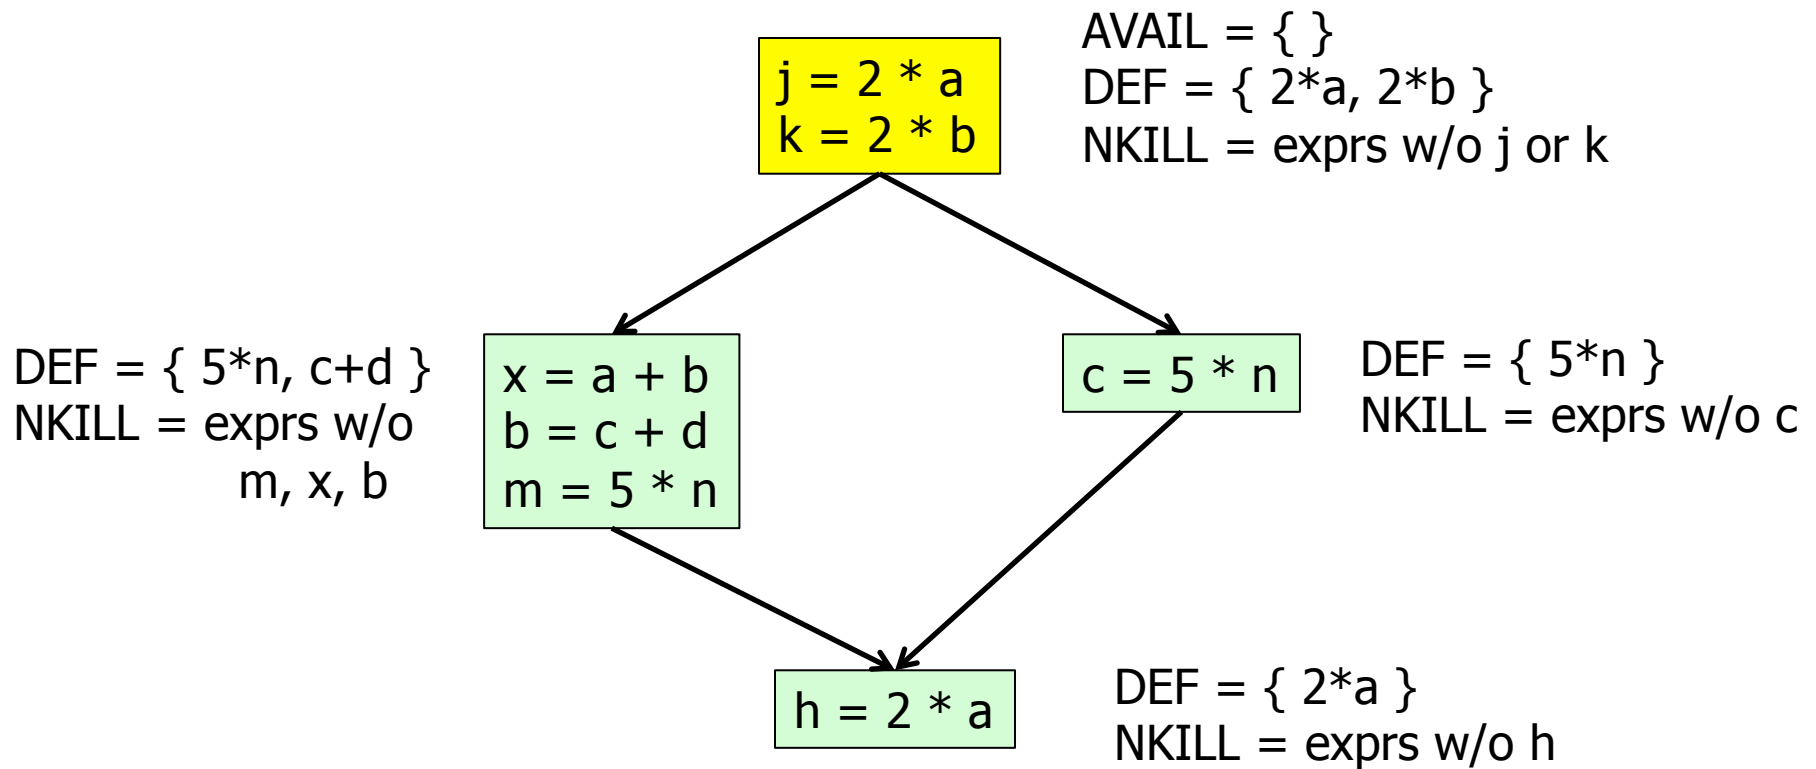 j = 2 * a
k = 2 * b
AVAIL = { }
DEF = { 2*a, 2*b }
NKILL = exprs w/o j or k
DEF = { 5*n, c+d }
NKILL = exprs w/o
m, x, b
x = a + b
b = c + d
m = 5 * n
c = 5 * n
DEF = { 5*n }
NKILL = exprs w/o c
h = 2 * a
DEF = { 2*a }
NKILL = exprs w/o h